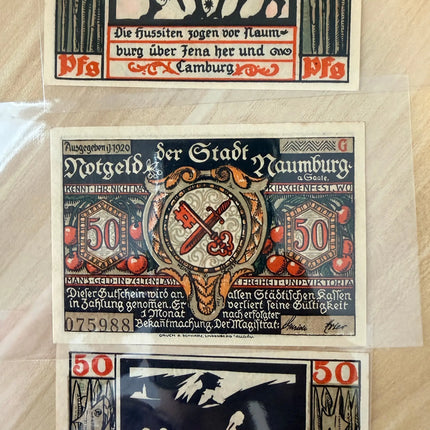 Die Hussiten zogen vor Naum-
burg über Jena her und
Pfg Camburg Pfg
Ausgegeben i/ 1920 G
Notgeld der Stadt Naumburg
a Saale.
KENNT IHR NICHT DA KIRSCHENFEST, WO
50 50
MAN'S GELD IN ZELTEN LÄSS FREIHEIT UND VIKTORIA
Dieser Gutschein wird an allen Städtischen Kassen
in Zahlung genommen. Er verliert seine Gültigkeit
1 Monat nach erfolgter
075988 Bekanntmachung. Der Magistrat:
50 50